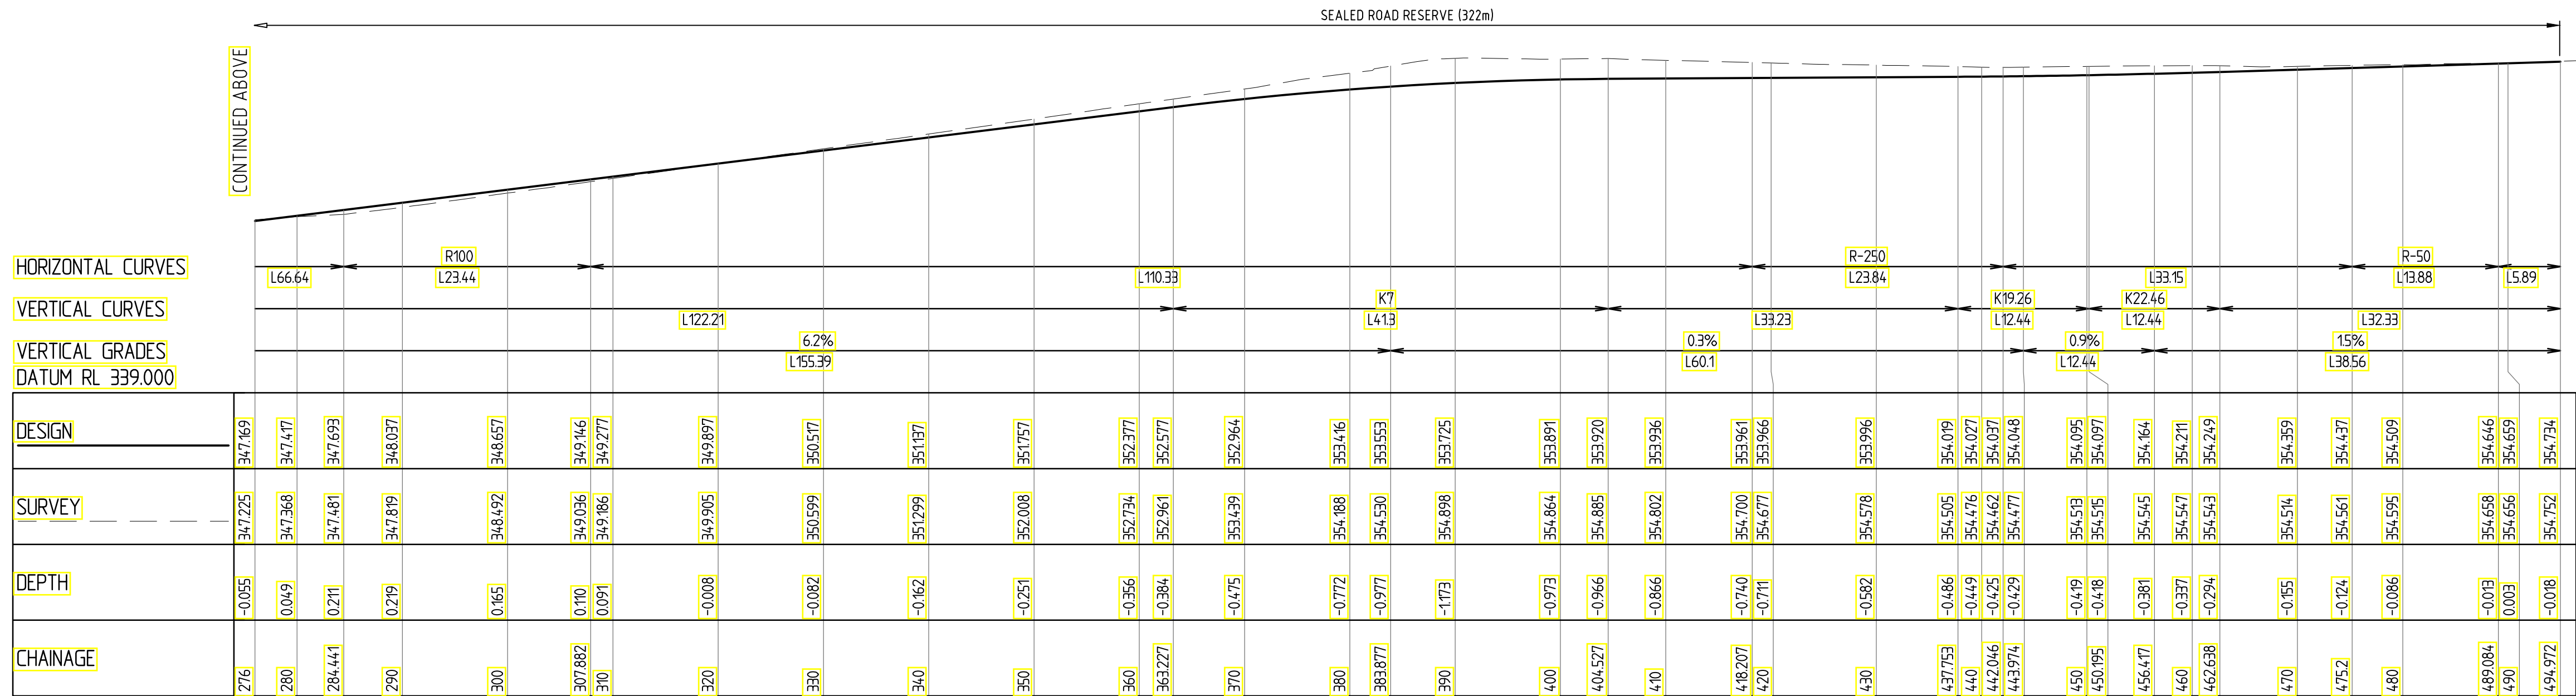 SEALED ROAD RESERVE (322m)
CONTINUED ABOVE
HORIZONTAL CURVES
R100 R-250 R-50
L66.64 L23.44 L110.33 L23.84 L33.15 L13.88 L5.89
VERTICAL CURVES
K7 K19.26 K22.46
L122.21 L41.3 L33.23 L12.44 L12.44 L32.33
VERTICAL GRADES
6.2% 0.3% 0.9% 1.5%
L155.39 L60.1 L12.44 L38.56
DATUM RL 339.000
DESIGN 347.169 347.417 347.693 348.037 348.657 349.146 349.277 349.897 350.517 351.137 351.757 352.377 352.577 352.964 353.416 353.553 353.725 353.891 353.920 353.936 353.961 353.966 353.996 354.019 354.027 354.037 354.048 354.095 354.097 354.164 354.211 354.249 354.359 354.437 354.509 354.646 354.659 354.734
SURVEY 347.225 347.368 347.481 347.819 348.492 349.036 349.186 349.905 350.599 351.299 352.008 352.734 352.961 353.439 354.188 354.530 354.898 354.864 354.885 354.802 354.700 354.677 354.578 354.505 354.476 354.462 354.477 354.513 354.515 354.545 354.547 354.543 354.514 354.561 354.595 354.658 354.656 354.752
DEPTH -0.055 0.049 0.211 0.219 0.165 0.110 0.091 -0.008 -0.082 -0.162 -0.251 -0.356 -0.384 -0.475 -0.772 -0.977 -1.173 -0.973 -0.966 -0.866 -0.740 -0.711 -0.582 -0.486 -0.449 -0.425 -0.429 -0.419 -0.418 -0.381 -0.337 -0.294 -0.155 -0.124 -0.086 -0.013 0.003 -0.018
CHAINAGE 276 280 284.441 290 300 307.882 310 320 330 340 350 360 363.227 370 380 383.877 390 400 404.527 410 418.207 420 430 437.753 440 442.046 443.974 450 450.195 456.417 460 462.638 470 475.2 480 489.084 490 494.972